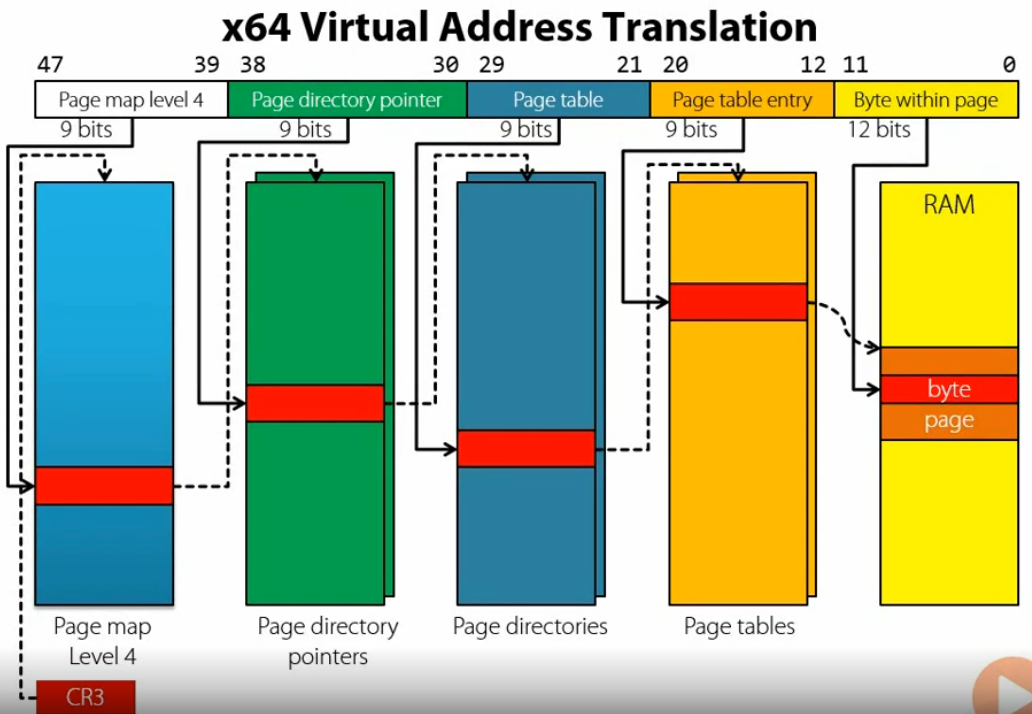 x64 Virtual Address Translation
47 39 38 30 29 21 20 12 11 0
Page map level 4 Page directory pointer Page table Page table entry Byte within page
9 bits 9 bits 9 bits 9 bits 12 bits
RAM
byte
page
Page map
Level 4
Page directory
pointers
Page directories
Page tables
CR3